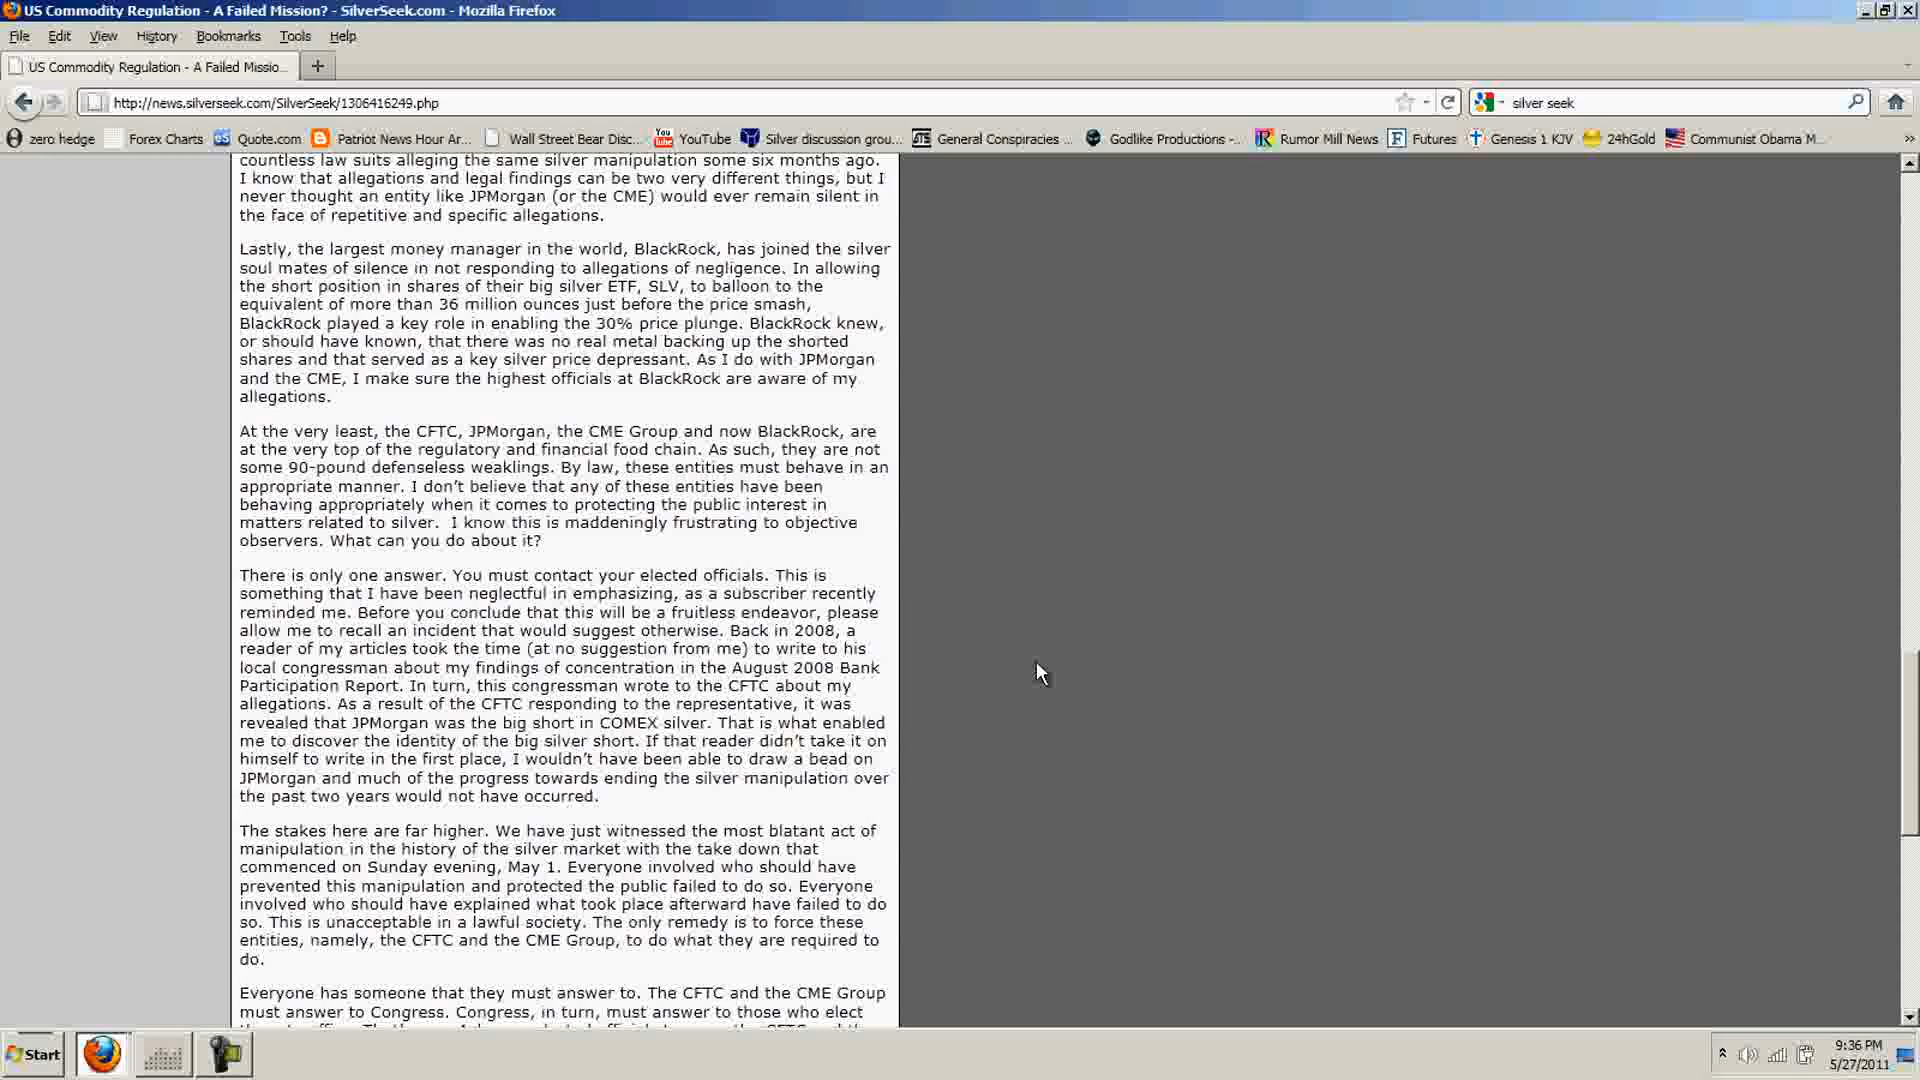 US Commodity Regulation - A Failed Mission? - SilverSeek.com - Mozilla Firefox
File Edit View History Bookmarks Tools Help
US Commodity Regulation - A Failed Missio...
http://news.silverseek.com/SilverSeek/1306416249.php
silver seek
zero hedge Forex Charts Quote.com Patriot News Hour Ar... Wall Street Bear Disc... YouTube Silver discussion grou... General Conspiracies ... Godlike Productions -... Rumor Mill News Futures Genesis 1 KJV 24hGold Communist Obama M...
countless law suits alleging the same silver manipulation some six months ago.
I know that allegations and legal findings can be two very different things, but I
never thought an entity like JPMorgan (or the CME) would ever remain silent in
the face of repetitive and specific allegations.
Lastly, the largest money manager in the world, BlackRock, has joined the silver
soul mates of silence in not responding to allegations of negligence. In allowing
the short position in shares of their big silver ETF, SLV, to balloon to the
equivalent of more than 36 million ounces just before the price smash,
BlackRock played a key role in enabling the 30% price plunge. BlackRock knew,
or should have known, that there was no real metal backing up the shorted
shares and that served as a key silver price depressant. As I do with JPMorgan
and the CME, I make sure the highest officials at BlackRock are aware of my
allegations.
At the very least, the CFTC, JPMorgan, the CME Group and now BlackRock, are
at the very top of the regulatory and financial food chain. As such, they are not
some 90-pound defenseless weaklings. By law, these entities must behave in an
appropriate manner. I don't believe that any of these entities have been
behaving appropriately when it comes to protecting the public interest in
matters related to silver.  I know this is maddeningly frustrating to objective
observers. What can you do about it?
There is only one answer. You must contact your elected officials. This is
something that I have been neglectful in emphasizing, as a subscriber recently
reminded me. Before you conclude that this will be a fruitless endeavor, please
allow me to recall an incident that would suggest otherwise. Back in 2008, a
reader of my articles took the time (at no suggestion from me) to write to his
local congressman about my findings of concentration in the August 2008 Bank
Participation Report. In turn, this congressman wrote to the CFTC about my
allegations. As a result of the CFTC responding to the representative, it was
revealed that JPMorgan was the big short in COMEX silver. That is what enabled
me to discover the identity of the big silver short. If that reader didn't take it on
himself to write in the first place, I wouldn't have been able to draw a bead on
JPMorgan and much of the progress towards ending the silver manipulation over
the past two years would not have occurred.
The stakes here are far higher. We have just witnessed the most blatant act of
manipulation in the history of the silver market with the take down that
commenced on Sunday evening, May 1. Everyone involved who should have
prevented this manipulation and protected the public failed to do so. Everyone
involved who should have explained what took place afterward have failed to do
so. This is unacceptable in a lawful society. The only remedy is to force these
entities, namely, the CFTC and the CME Group, to do what they are required to
do.
Everyone has someone that they must answer to. The CFTC and the CME Group
must answer to Congress. Congress, in turn, must answer to those who elect
Start
9:36 PM
5/27/2011